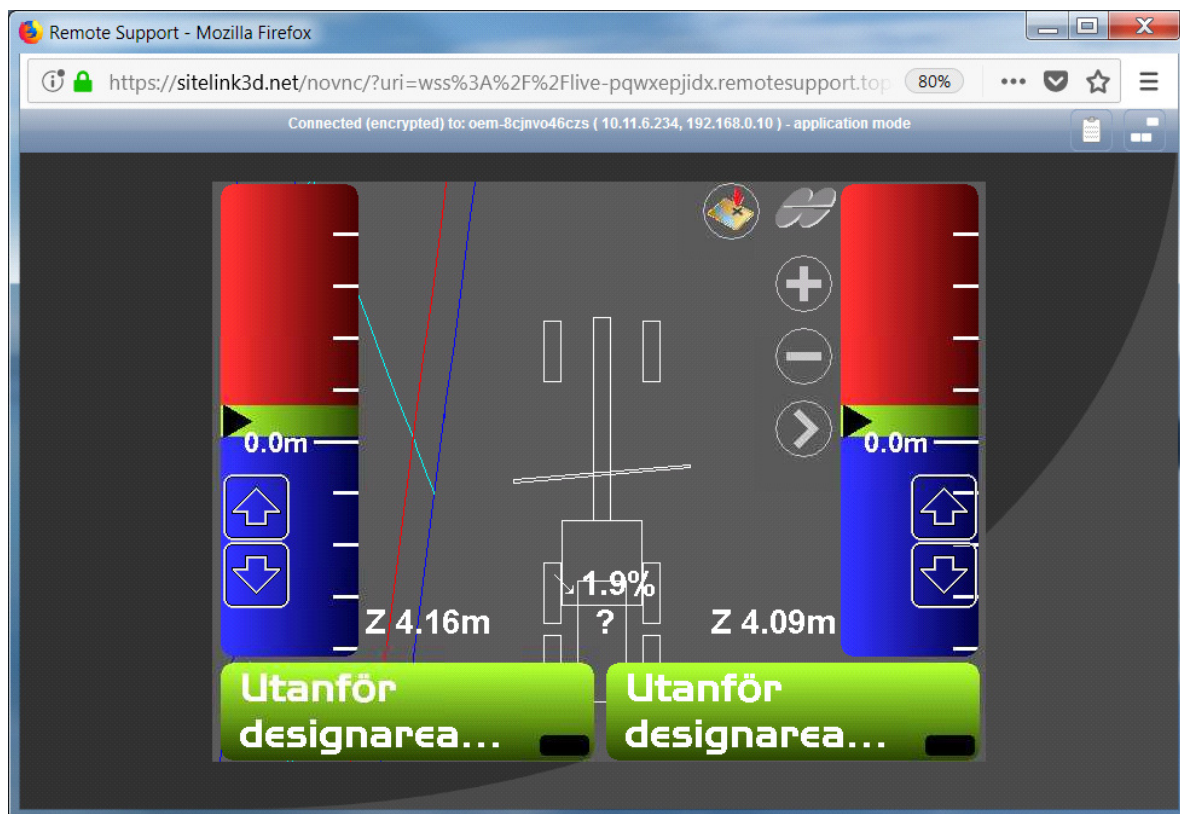 Remote Support - Mozilla Firefox
https://sitelink3d.net/novnc/?uri=wss%3A%2F%2Flive-pqwxepjidx.remotesupport.top 80%
Connected (encrypted) to: oem-8cjnvo46czs ( 10.11.6.234, 192.168.0.10 ) - application mode
0.0m 0.0m
1.9%
Z 4.16m ? Z 4.09m
Utanför
designarea...
Utanför
designarea...